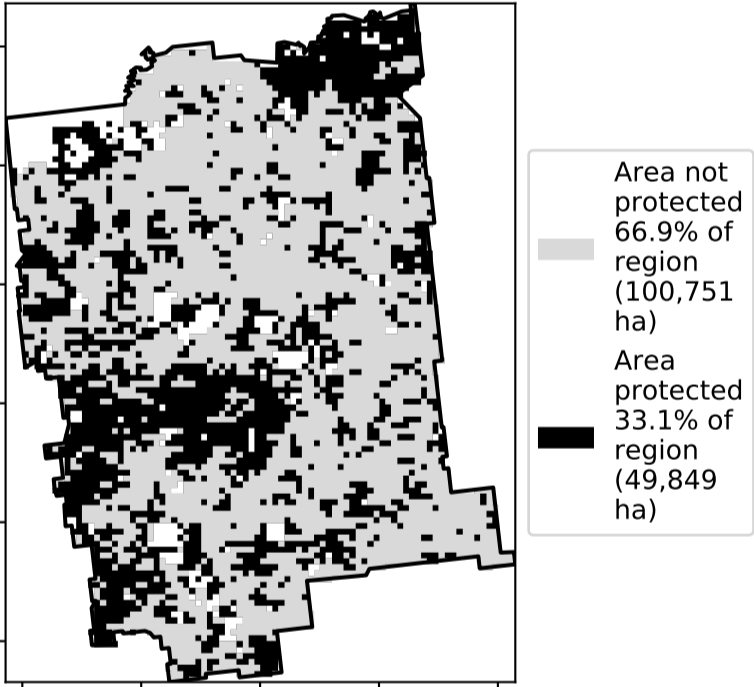 Area not
protected
66.9% of
region
(100,751
ha)
Area
protected
33.1% of
region
(49,849
ha)